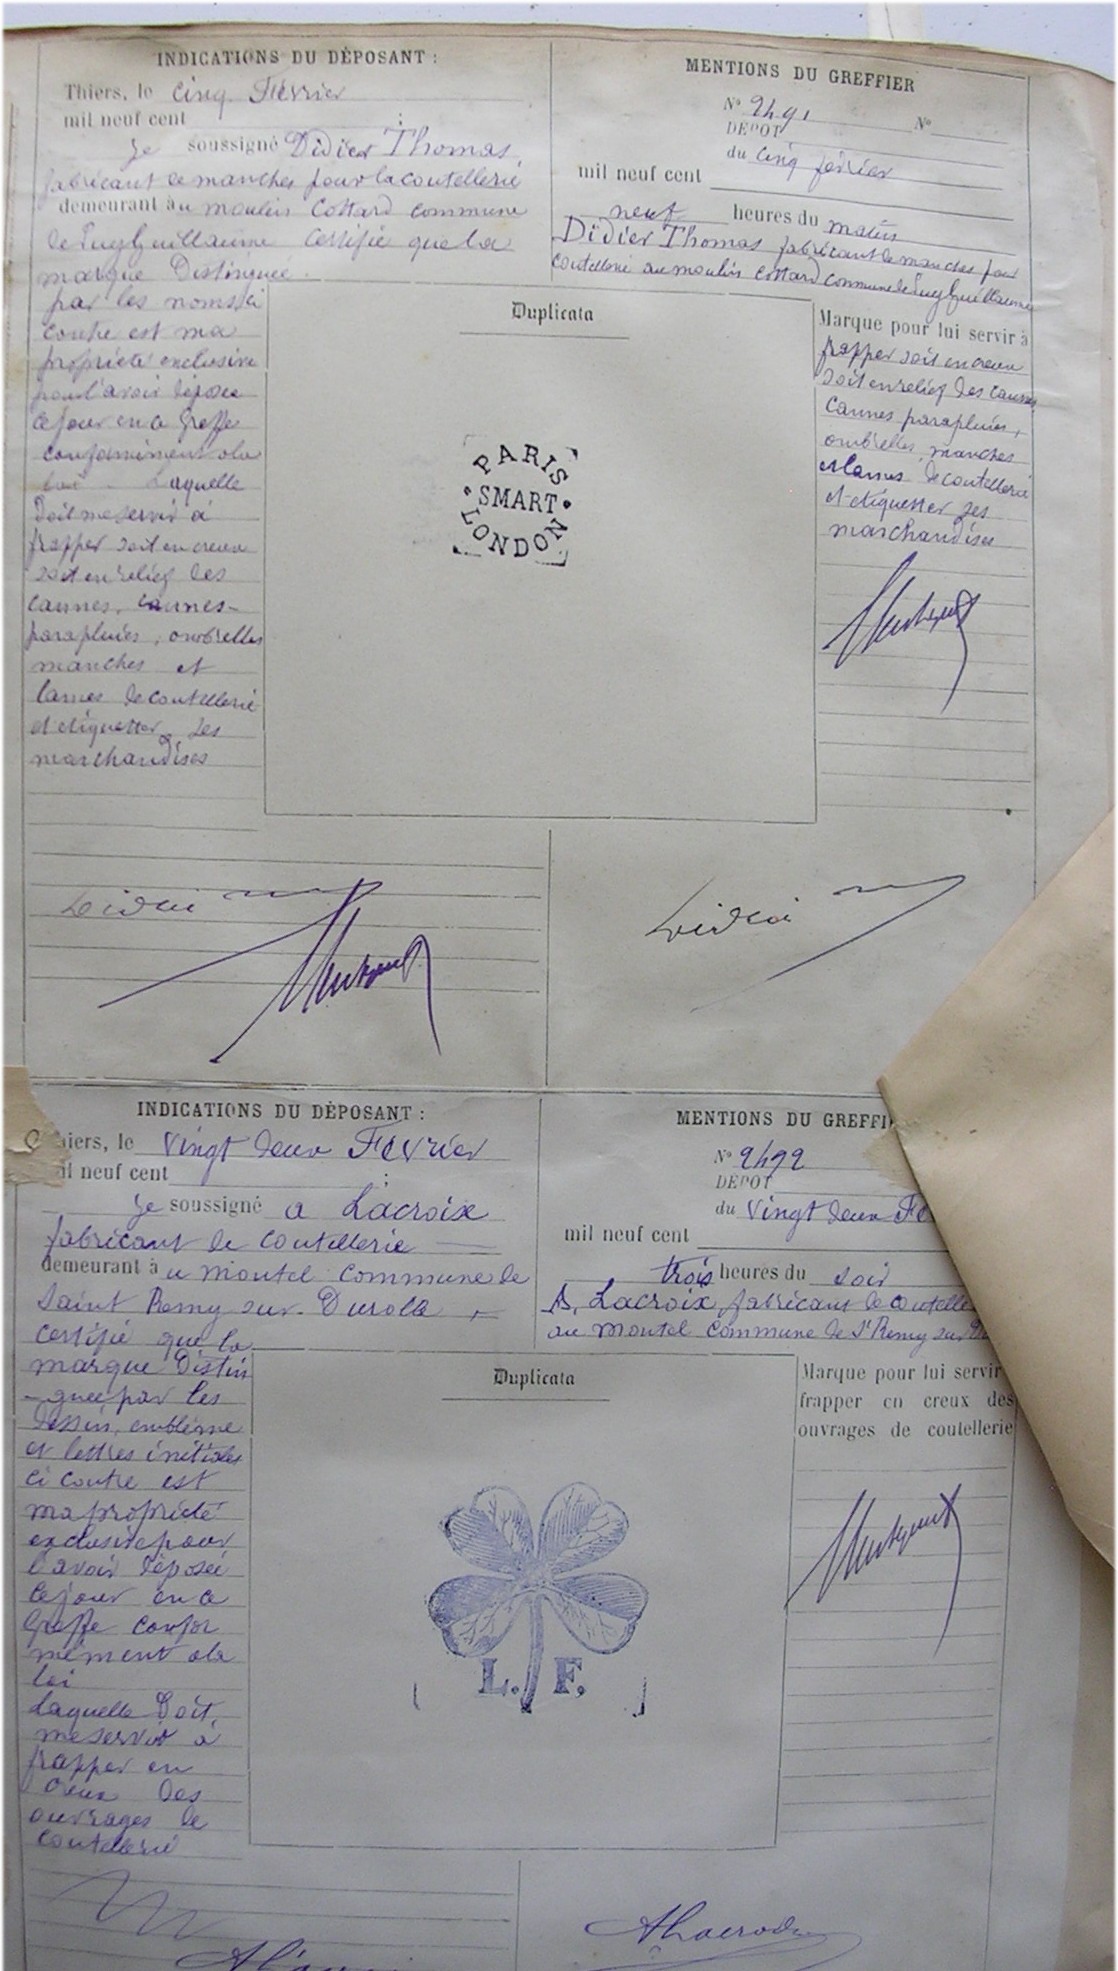 INDICATIONS DU DÉPOSANT :
Thiers, le cinq Février
mil neuf cent :
Je soussigné Didier Thomas,
fabricant de manches pour la coutellerie
demeurant àu moulin Cottard commune
de Puy Guillaume certifie que la
marque Distinguée
par les noms ci
contre est ma
propriété exclusive
pour l'avoir déposée
ce jour en ce Greffe
conformément à la
loi Laquelle
Doit me servir à
frapper soit en creux
soit en relief des
cannes, cannes-
parapluies, ombrelles
manches et
lames de coutellerie
et étiquetter ses
marchandises
MENTIONS DU GREFFIER
N° 2491 N°
DÉPOT
du cinq février
mil neuf cent
neuf heures du matin
Didier Thomas fabricant de manches pour
coutellerie au moulin Cottard commune de Puy Guillaume
Duplicata
PARIS
SMART
LONDON
Marque pour lui servir à
frapper soit en creux
soit en relief des cannes,
cannes parapluies,
ombrelles, manches
et lames de coutellerie
et étiquetter ses
marchandises
INDICATIONS DU DÉPOSANT :
hiers, le vingt deux Février
il neuf cent :
Je soussigné A Lacroix
fabricant de coutellerie
demeurant àu Montel commune de
Saint Remy sur Durolle,
certifie que la
marque Distin
-guée par les
dessin, emblème
et lettres initiales
ci contre est
ma propriété
exclusive pour
l'avoir déposée
ce jour en ce
Greffe confor
mément à la
loi
Laquelle Doit
me servir à
frapper en
creux des
ouvrages de
coutellerie
MENTIONS DU GREFFI
N° 2492
DÉPOT
du vingt deux Fé
mil neuf cent
trois heures du soir
A. Lacroix, fabricant de coutelle
au Montel commune de St Remy sur Du
Duplicata
L. F.
Marque pour lui servir
frapper en creux des
ouvrages de coutellerie
ALacroix